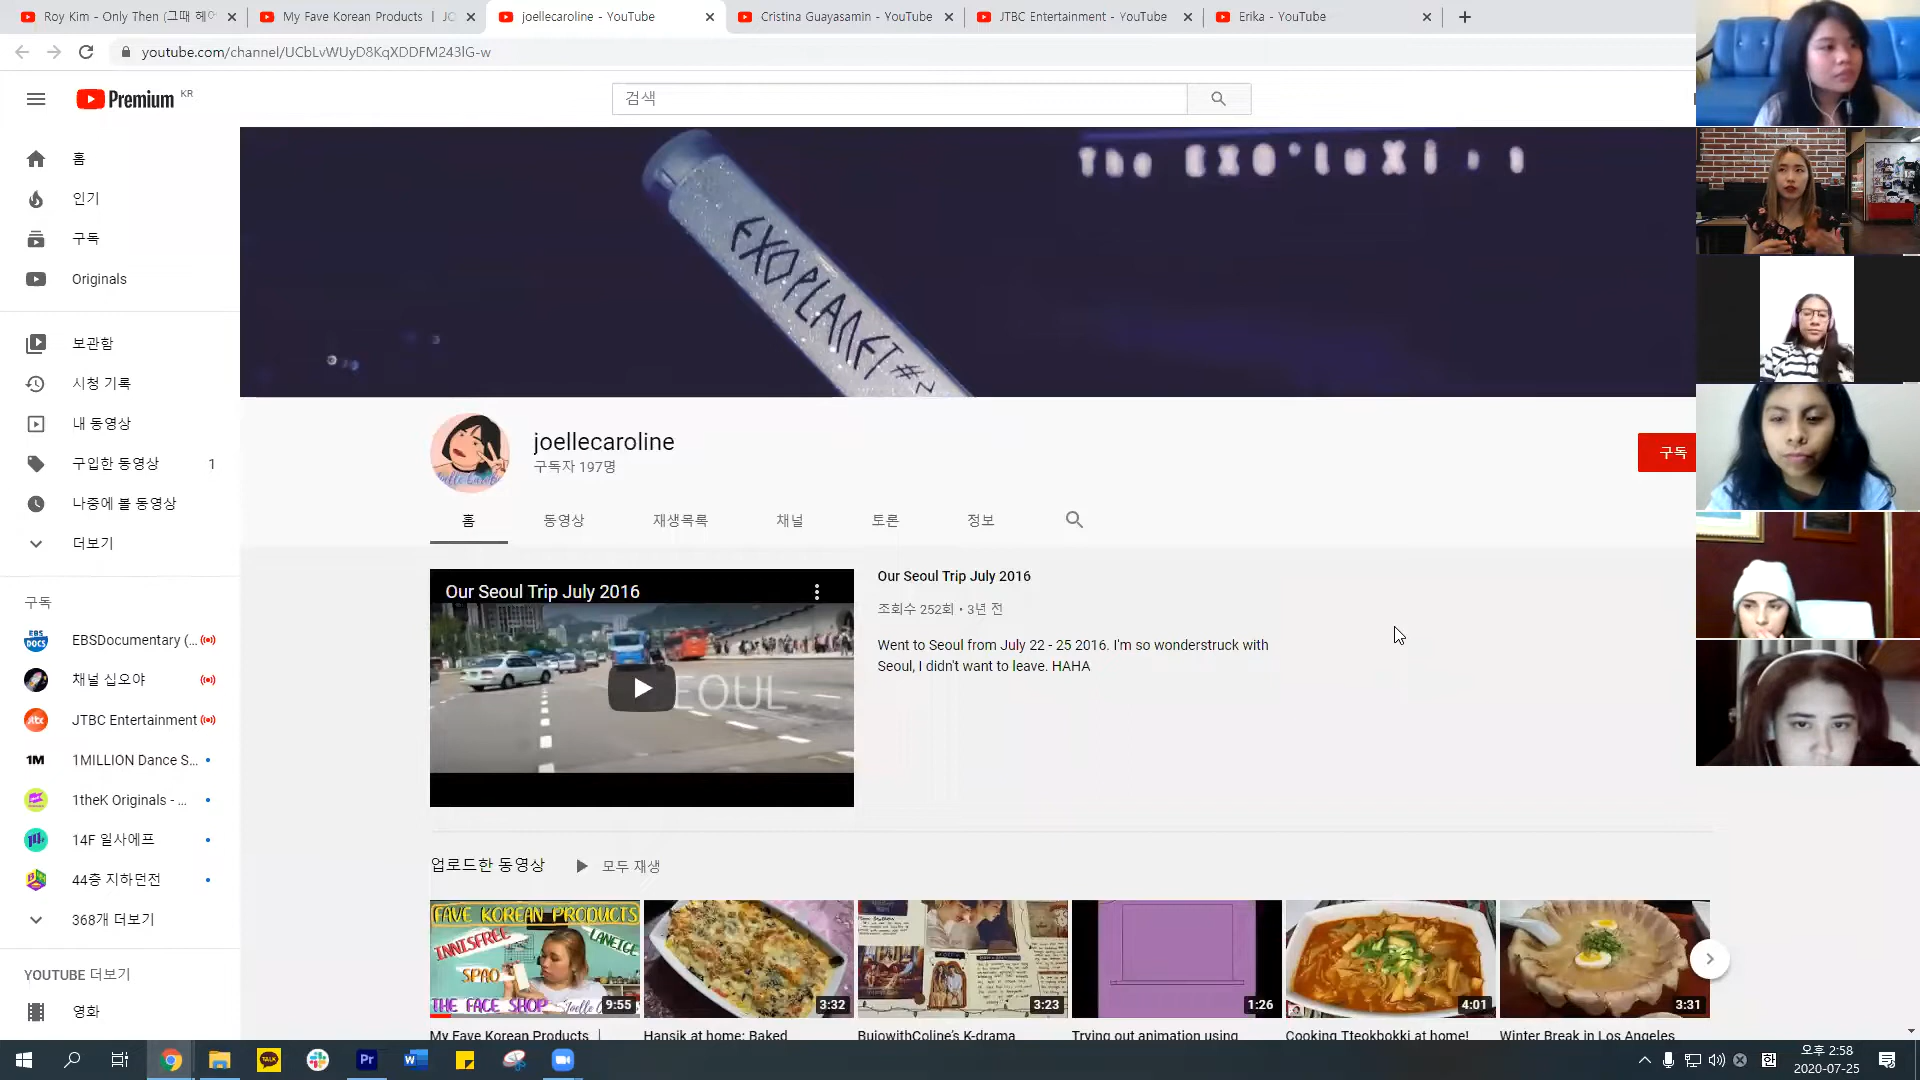 Roy Kim - Only Then (그때 헤어
My Fave Korean Products ㅣ JO
joellecaroline - YouTube
Cristina Guayasamin - YouTube
JTBC Entertainment - YouTube
Erika - YouTube
youtube.com/channel/UCbLvWUyD8KqXDDFM243lG-w
Premium KR
검색
홈
인기
구독
Originals
보관함
시청 기록
내 동영상
구입한 동영상 1
나중에 볼 동영상
더보기
구독
EBSDocumentary (...
채널 십오야
JTBC Entertainment
1MILLION Dance S...
1theK Originals - ...
14F 일사에프
44층 지하던전
368개 더보기
YOUTUBE 더보기
영화
The EXO'luXion
EXOPLANET #2
joellecaroline
구독자 197명
구독
홈 동영상 재생목록 채널 토론 정보
Our Seoul Trip July 2016
SEOUL
Our Seoul Trip July 2016
조회수 252회 • 3년 전
Went to Seoul from July 22 - 25 2016. I'm so wonderstruck with
Seoul, I didn't want to leave. HAHA
업로드한 동영상 모두 재생
FAVE KOREAN PRODUCTS
INNISFREE
LANEIGE
SPAO
THE FACE SHOP
9:55
3:32
3:23
1:26
4:01
3:31
My Fave Korean Products ㅣ
Hansik at home: Baked
BujowithColine's K-drama
Trying out animation using
Cooking Tteokbokki at home!
Winter Break in Los Angeles
TALK
Pr
한
오후 2:58
2020-07-25